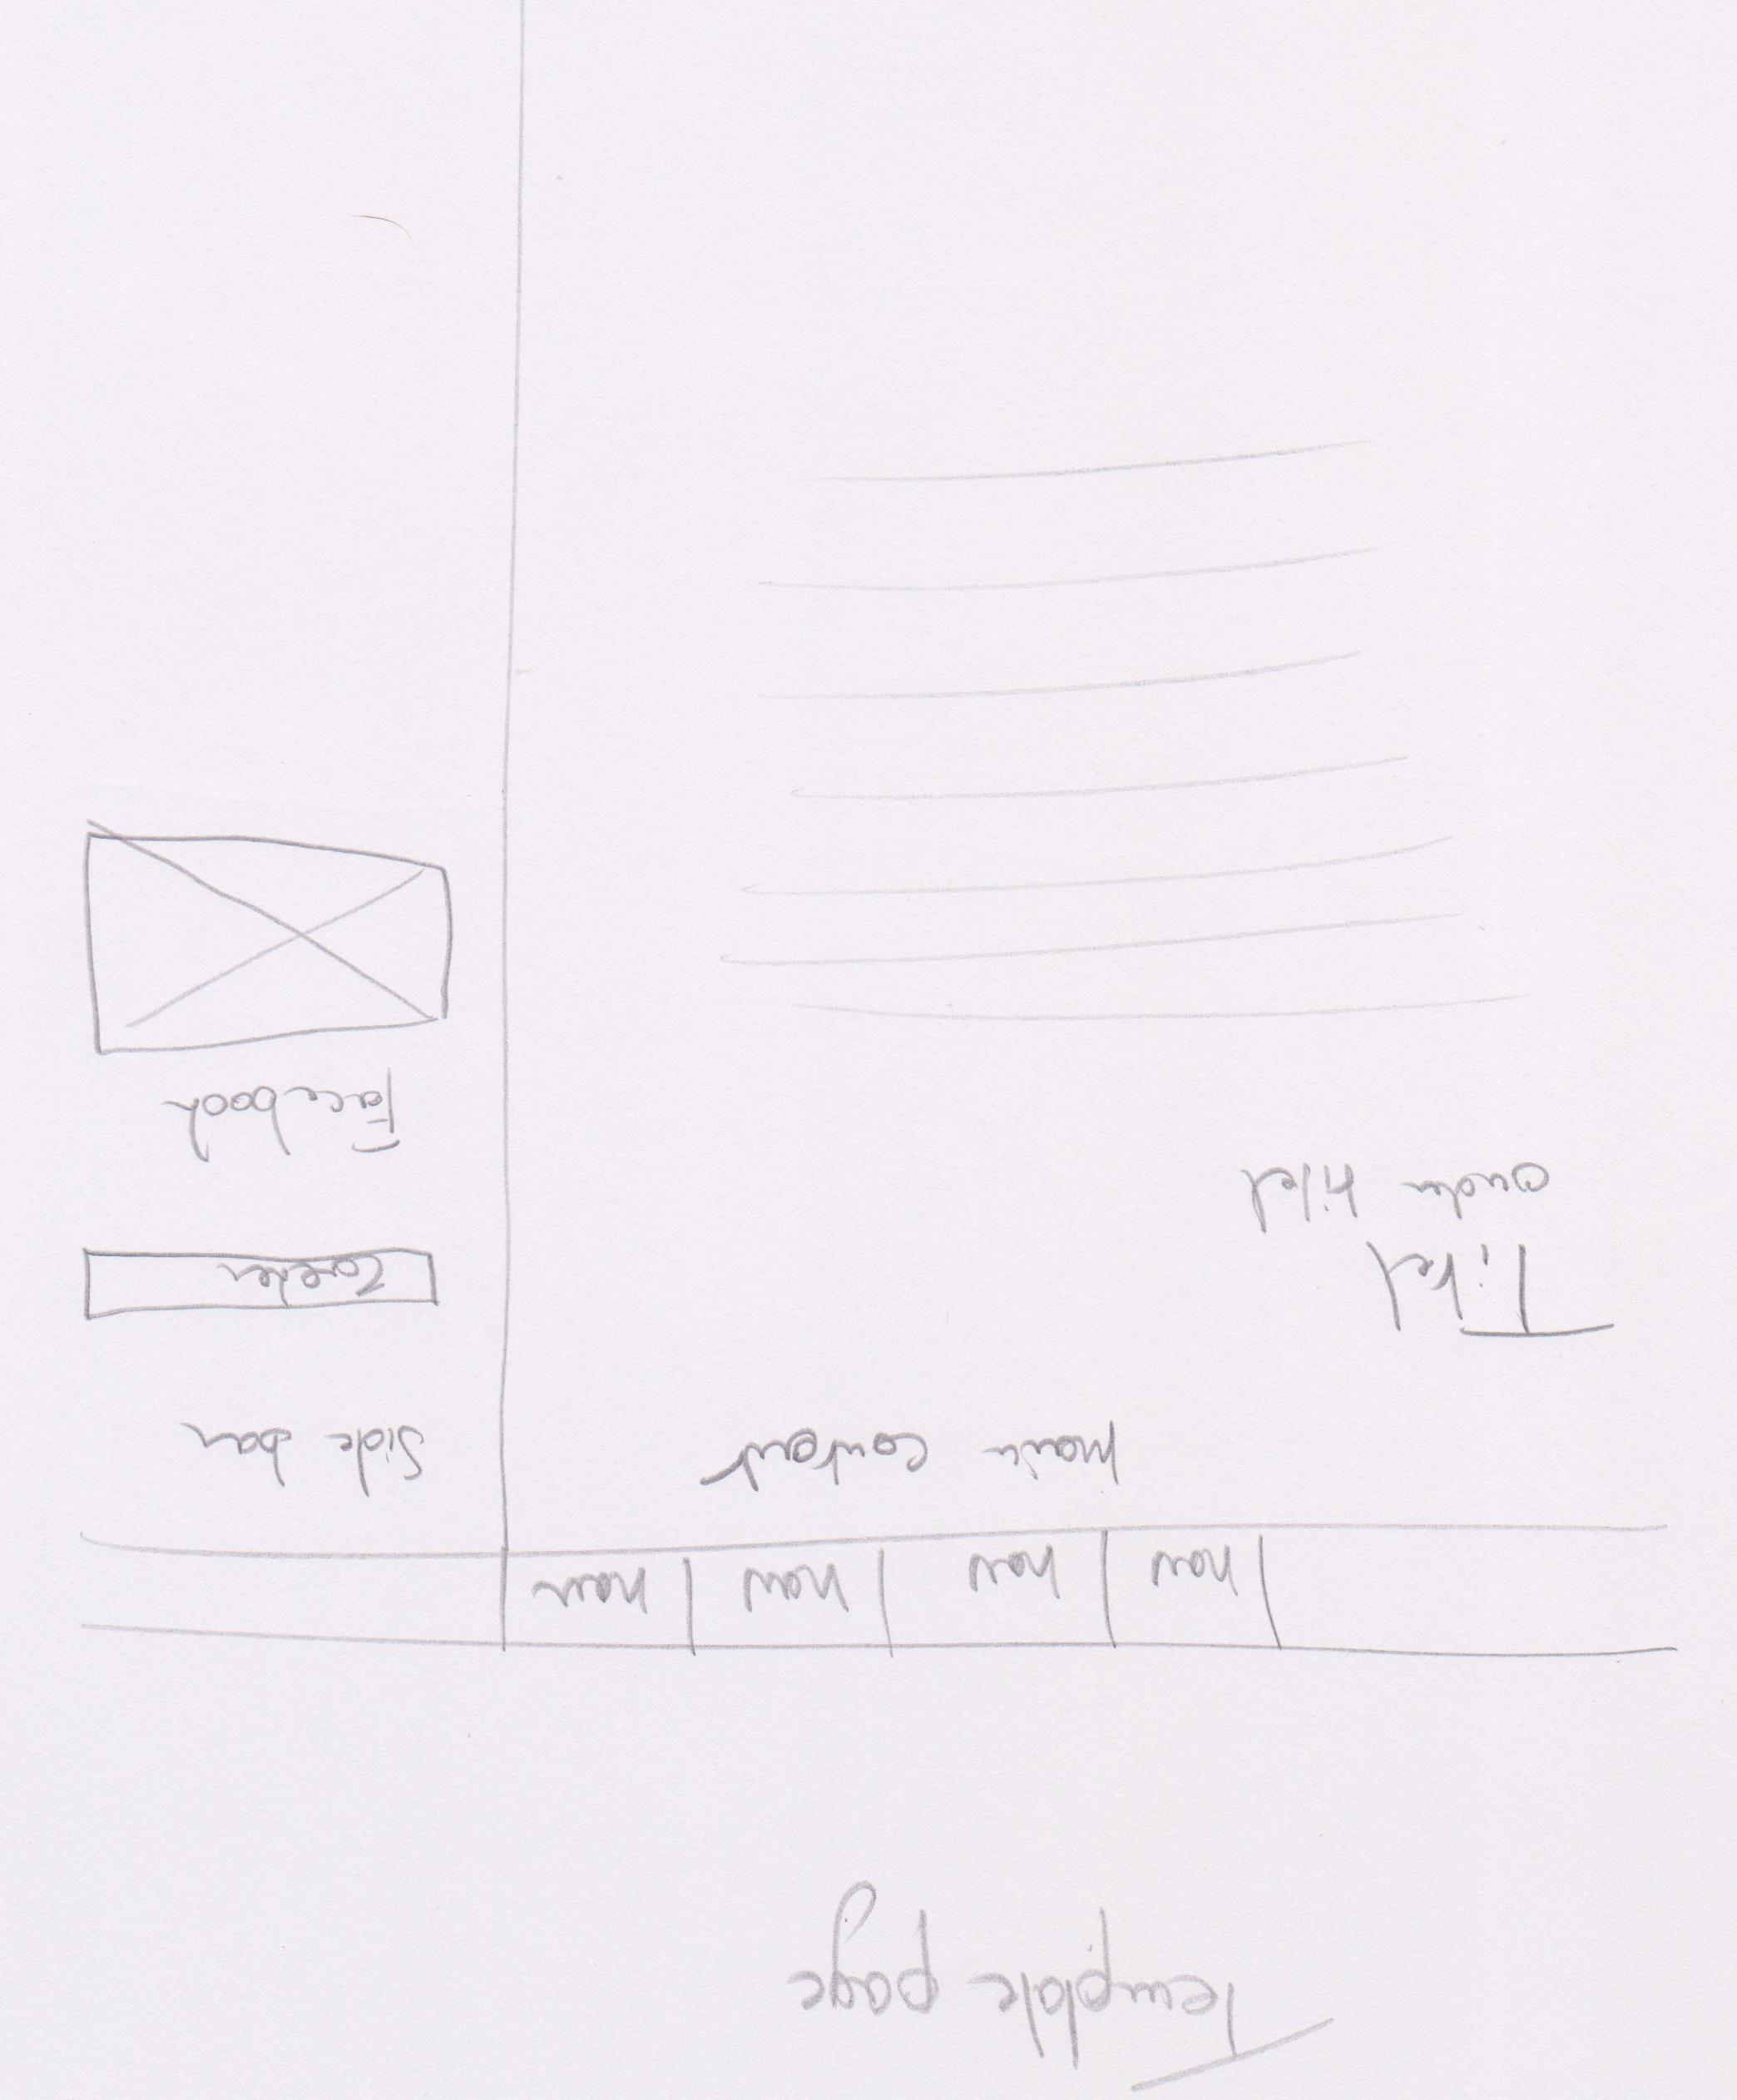 Template page
nav nav nav nav
Main content
Side bar
Titel
onder titel
Zoeken
Facebook